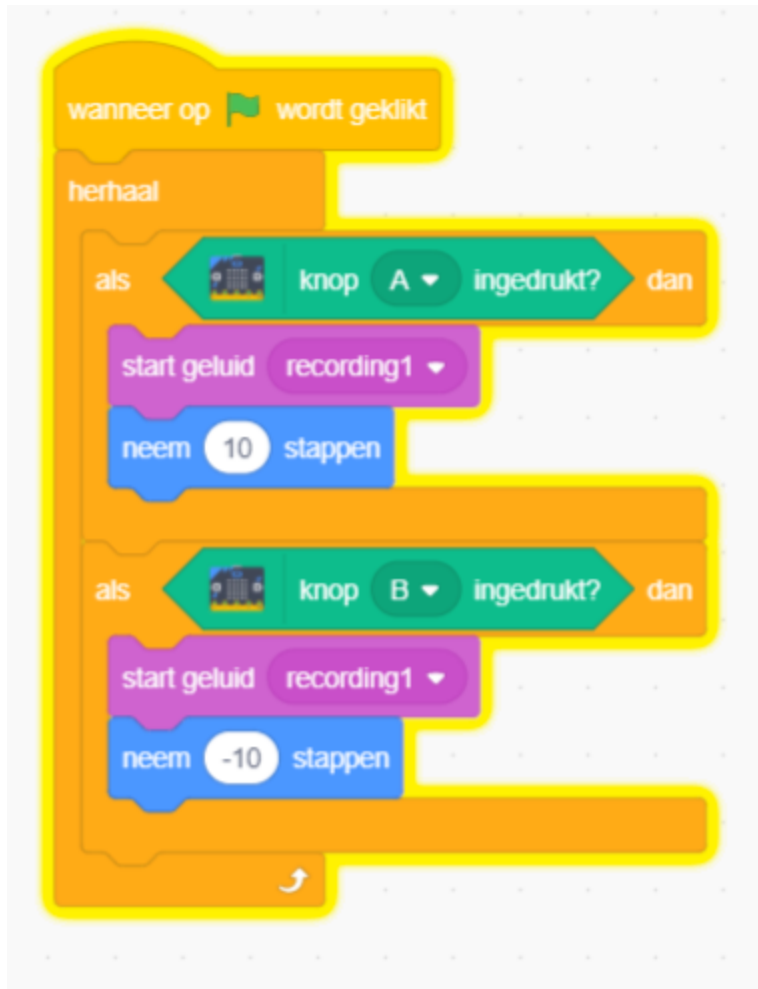 wanneer op wordt geklikt
herhaal
als knop A ingedrukt? dan
start geluid recording1
neem 10 stappen
als knop B ingedrukt? dan
start geluid recording1
neem -10 stappen